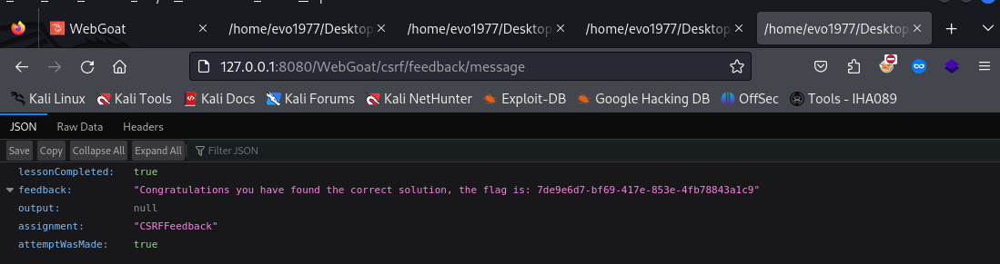 WebGoat
/home/evo1977/Desktop
/home/evo1977/Desktop
/home/evo1977/Desktop
/home/evo1977/Desktop
127.0.0.1:8080/WebGoat/csrf/feedback/message
Kali Linux Kali Tools Kali Docs Kali Forums Kali NetHunter Exploit-DB Google Hacking DB OffSec Tools - IHA089
JSON Raw Data Headers
Save Copy Collapse All Expand All Filter JSON
lessonCompleted: true
feedback: "Congratulations you have found the correct solution, the flag is: 7de9e6d7-bf69-417e-853e-4fb78843a1c9"
output: null
assignment: "CSRFFeedback"
attemptWasMade: true